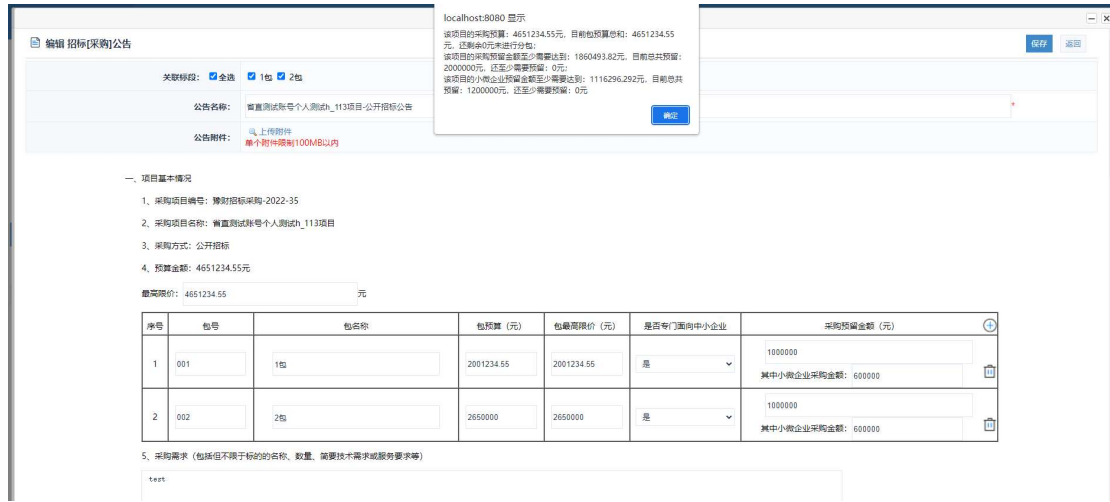 localhost:8080 显示
该项目的采购预算：4651234.55元，目前包预算总和：4651234.55
元，还剩余0元未进行分包;
该项目的采购预留金额至少需要达到：1860493.82元，目前总共预留：
2000000元，还至少需要预留：0元;
该项目的小微企业预留金额至少需要达到：1116296.292元，目前总共
预留：1200000元，还至少需要预留：0元
确定
编辑 招标[采购]公告
保存 返回
关联标段： 全选 1包 2包
公告名称： 省直测试账号个人测试h_113项目-公开招标公告 *
公告附件： 上传附件
单个附件限制100MB以内
一、项目基本情况
1、采购项目编号：豫财招标采购-2022-35
2、采购项目名称：省直测试账号个人测试h_113项目
3、采购方式：公开招标
4、预算金额：4651234.55元
最高限价： 4651234.55 元
序号 包号 包名称 包预算（元） 包最高限价（元） 是否专门面向中小企业 采购预留金额（元）
1 001 1包 2001234.55 2001234.55 是 1000000
其中小微企业采购金额： 600000
2 002 2包 2650000 2650000 是 1000000
其中小微企业采购金额： 600000
5、采购需求（包括但不限于标的的名称、数量、简要技术需求或服务要求等）
test